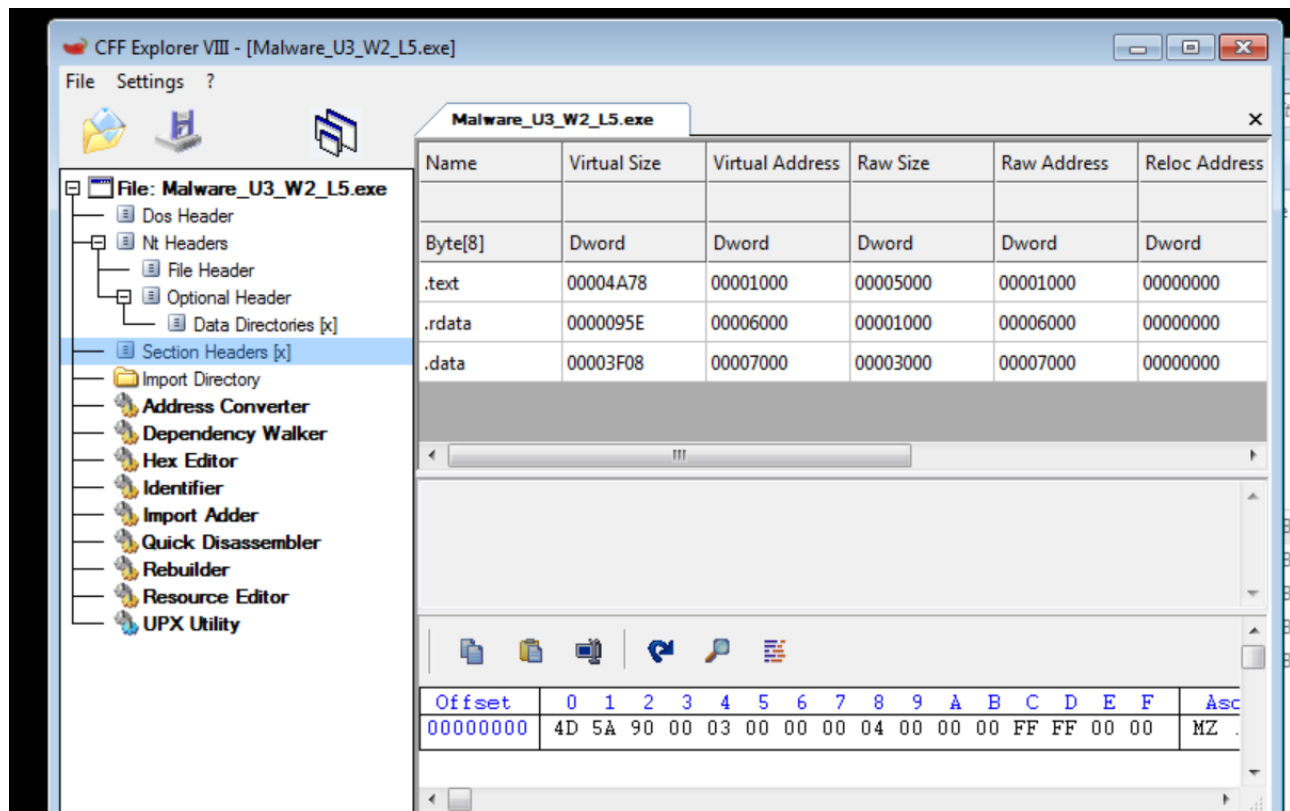 CFF Explorer VIII - [Malware_U3_W2_L5.exe]
File Settings ?
Malware_U3_W2_L5.exe
File: Malware_U3_W2_L5.exe
Dos Header
Nt Headers
File Header
Optional Header
Data Directories [x]
Section Headers [x]
Import Directory
Address Converter
Dependency Walker
Hex Editor
Identifier
Import Adder
Quick Disassembler
Rebuilder
Resource Editor
UPX Utility
Name Virtual Size Virtual Address Raw Size Raw Address Reloc Address
Byte[8] Dword Dword Dword Dword Dword
.text 00004A78 00001000 00005000 00001000 00000000
.rdata 0000095E 00006000 00001000 00006000 00000000
.data 00003F08 00007000 00003000 00007000 00000000
Offset 0 1 2 3 4 5 6 7 8 9 A B C D E F Asc
00000000 4D 5A 90 00 03 00 00 00 04 00 00 00 FF FF 00 00 MZ .